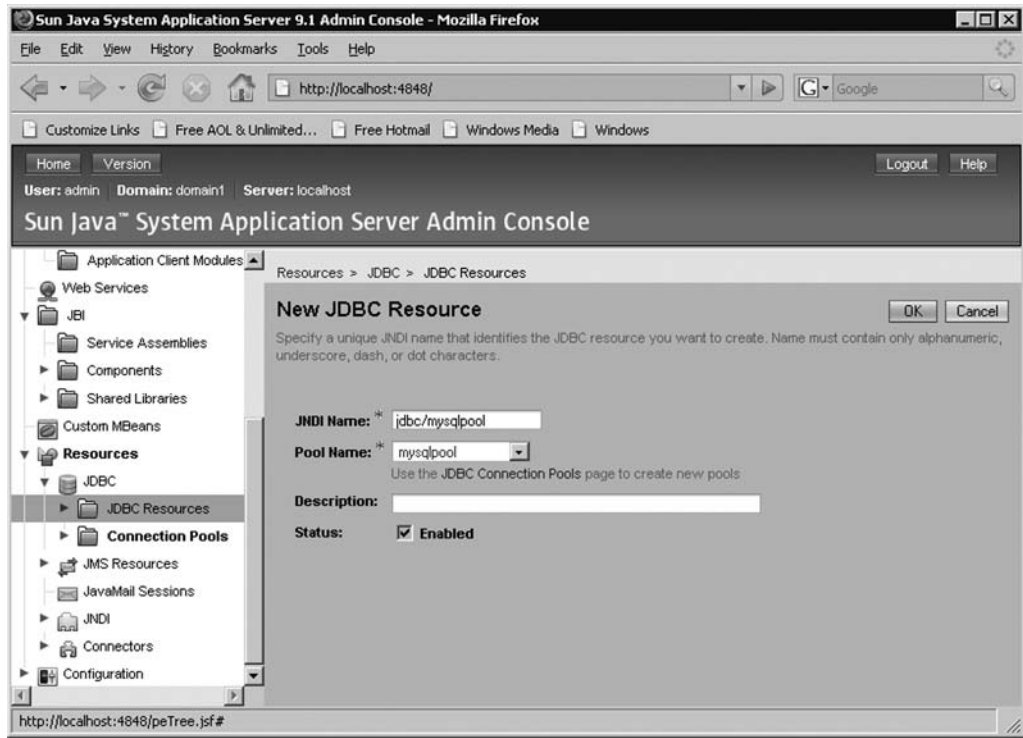 Sun Java System Application Server 9.1 Admin Console - Mozilla Firefox
File Edit View History Bookmarks Tools Help
http://localhost:4848/
G Google
Customize Links Free AOL & Unlimited... Free Hotmail Windows Media Windows
Home Version Logout Help
User: admin Domain: domain1 Server: localhost
Sun Java™ System Application Server Admin Console
Application Client Modules
Web Services
JBI
Service Assemblies
Components
Shared Libraries
Custom MBeans
Resources
JDBC
JDBC Resources
Connection Pools
JMS Resources
JavaMail Sessions
JNDI
Connectors
Configuration
Resources > JDBC > JDBC Resources
New JDBC Resource
OK Cancel
Specify a unique JNDI name that identifies the JDBC resource you want to create. Name must contain only alphanumeric,
underscore, dash, or dot characters.
JNDI Name: * jdbc/mysqlpool
Pool Name: * mysqlpool
Use the JDBC Connection Pools page to create new pools
Description:
Status: Enabled
http://localhost:4848/peTree.jsf#